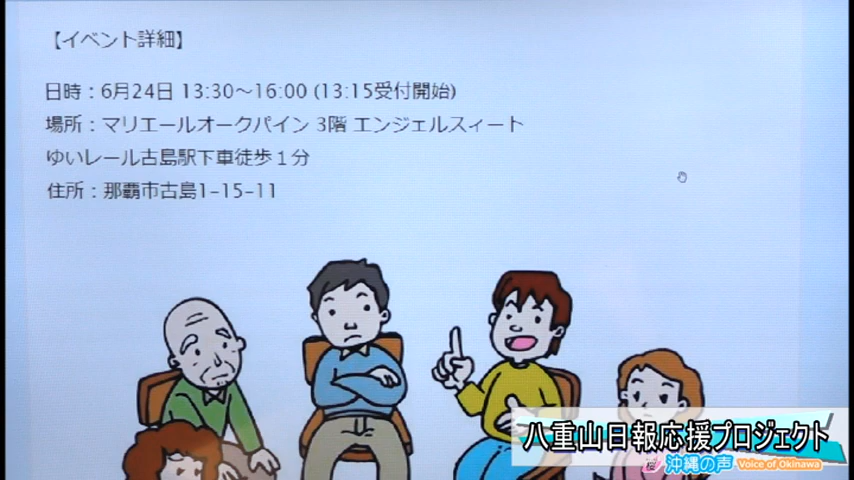 【イベント詳細】
日時：6月24日 13:30～16:00 (13:15受付開始)
場所：マリエールオークパイン 3階 エンジェルスィート
ゆいレール古島駅下車徒歩１分
住所：那覇市古島1-15-11
八重山日報応援プロジェクト
沖縄の声 Voice of Okinawa